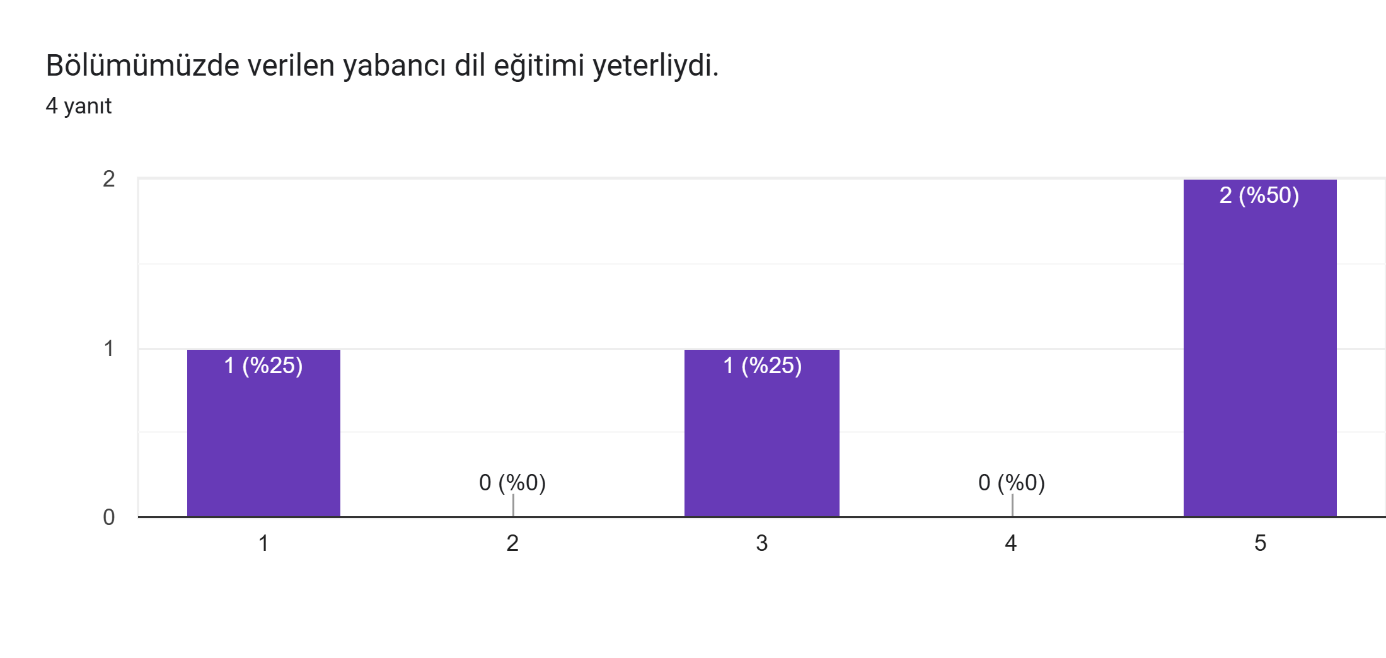 Bölümümüzde verilen yabancı dil eğitimi yeterliydi.
4 yanıt
2
1
0
1 (%25)
0 (%0)
1 (%25)
0 (%0)
2 (%50)
1 2 3 4 5